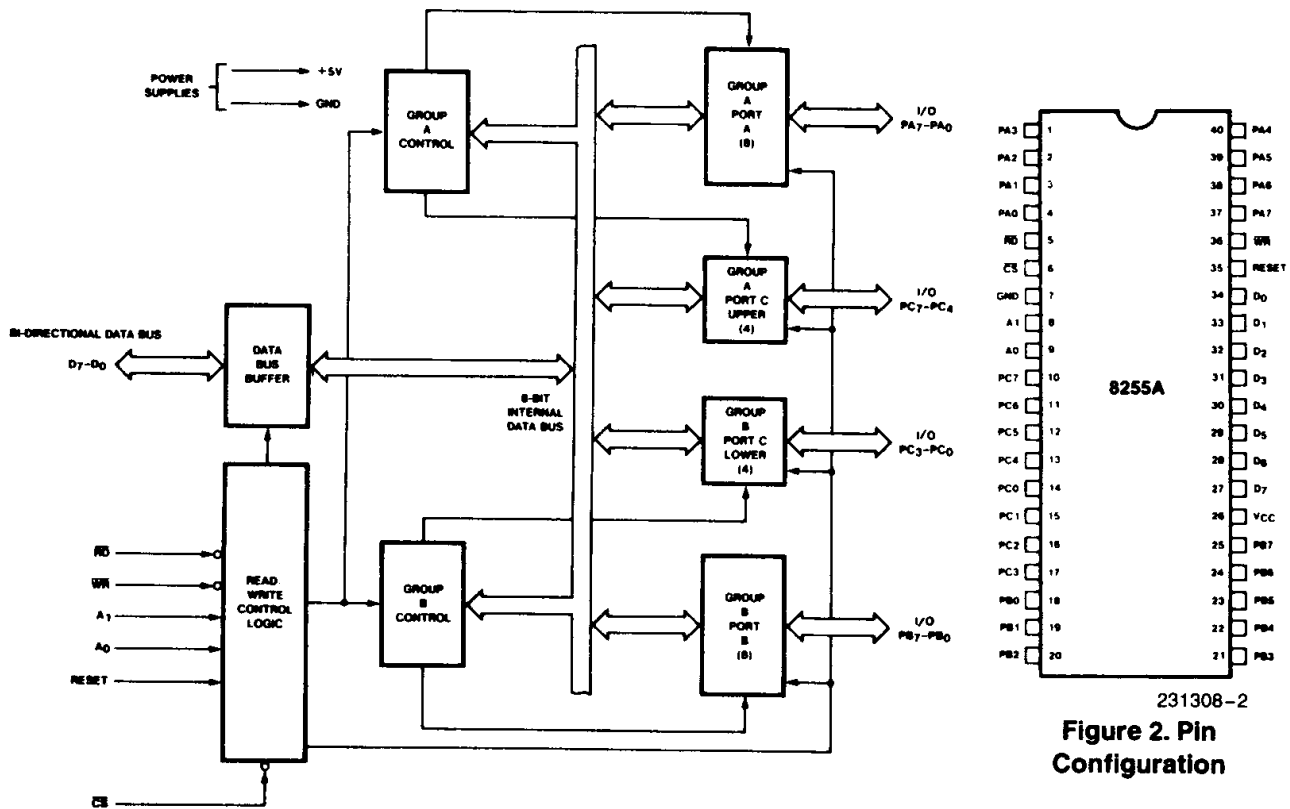 POWER
SUPPLIES
+5V
GND
GROUP
A
CONTROL
GROUP
A
PORT
A
(8)
I/O
PA7-PA0
GROUP
A
PORT C
UPPER
(4)
I/O
PC7-PC4
BI-DIRECTIONAL DATA BUS
D7-D0
DATA
BUS
BUFFER
8-BIT
INTERNAL
DATA BUS
GROUP
B
PORT C
LOWER
(4)
I/O
PC3-PC0
R̅D̅
W̅R̅
A1
A0
RESET
C̅S̅
READ
WRITE
CONTROL
LOGIC
GROUP
B
CONTROL
GROUP
B
PORT
B
(8)
I/O
PB7-PB0
PA3 1 40 PA4
PA2 2 39 PA5
PA1 3 38 PA6
PA0 4 37 PA7
R̅D̅ 5 36 W̅R̅
C̅S̅ 6 35 RESET
GND 7 34 D0
A1 8 33 D1
A0 9 32 D2
PC7 10 31 D3
8255A
PC6 11 30 D4
PC5 12 29 D5
PC4 13 28 D6
PC0 14 27 D7
PC1 15 26 VCC
PC2 16 25 PB7
PC3 17 24 PB6
PB0 18 23 PB5
PB1 19 22 PB4
PB2 20 21 PB3
231308-2
Figure 2. Pin
Configuration